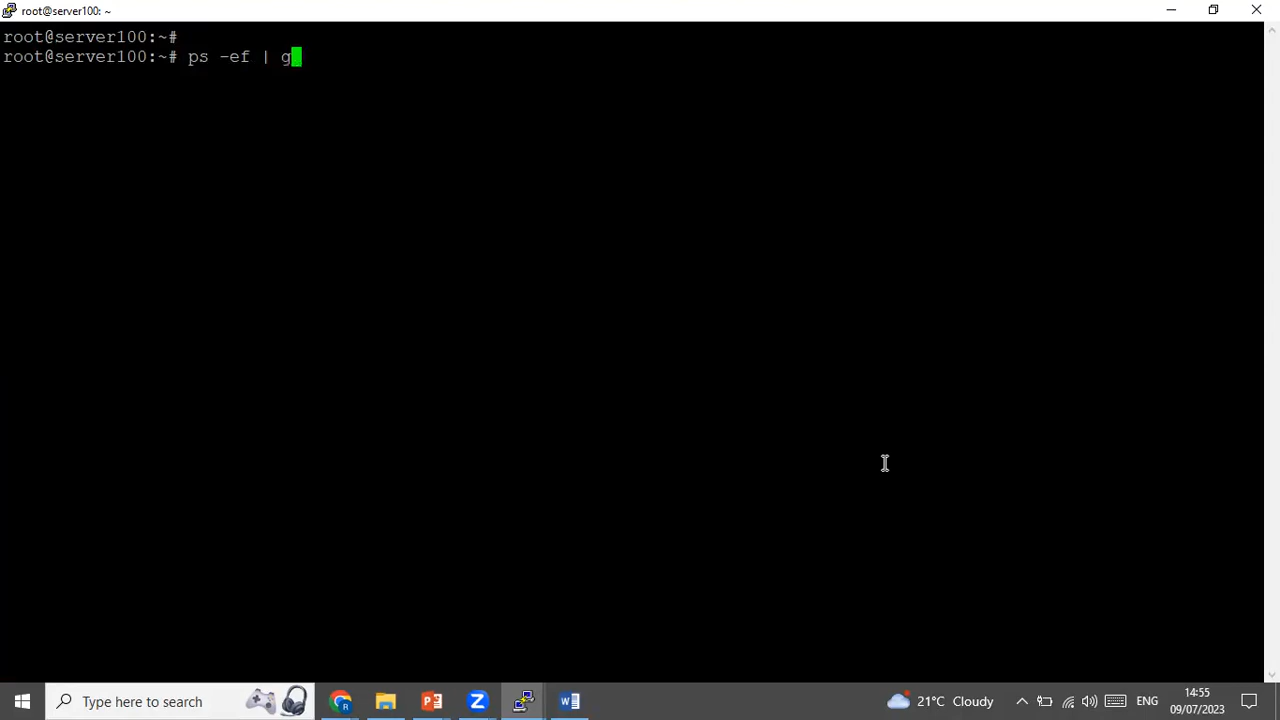 root@server100: ~
root@server100:~#
root@server100:~# ps -ef | g
Type here to search
21°C Cloudy
ENG
14:55
09/07/2023